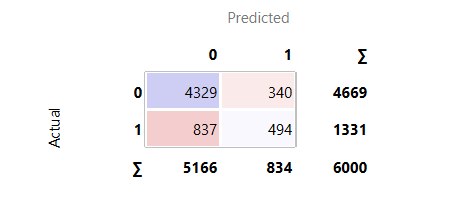 Predicted
0 1 ∑
0 4329 340 4669
Actual
1 837 494 1331
∑ 5166 834 6000